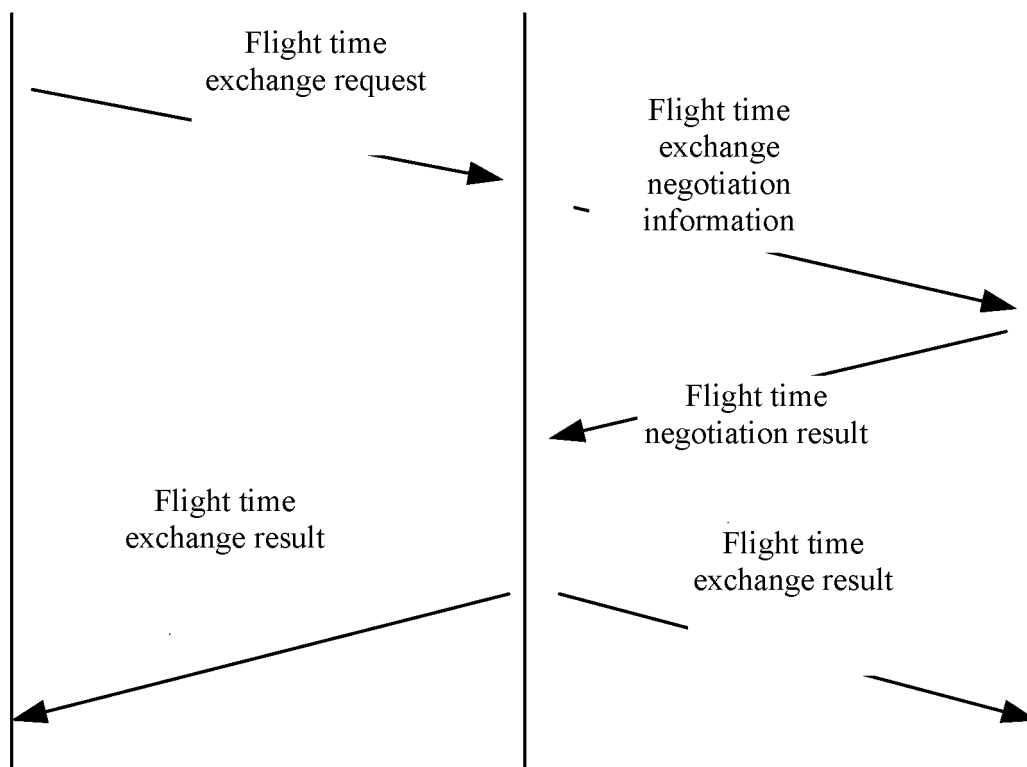 Flight time
exchange request
Flight time
exchange
negotiation
information
Flight time
negotiation result
Flight time
exchange result
Flight time
exchange result